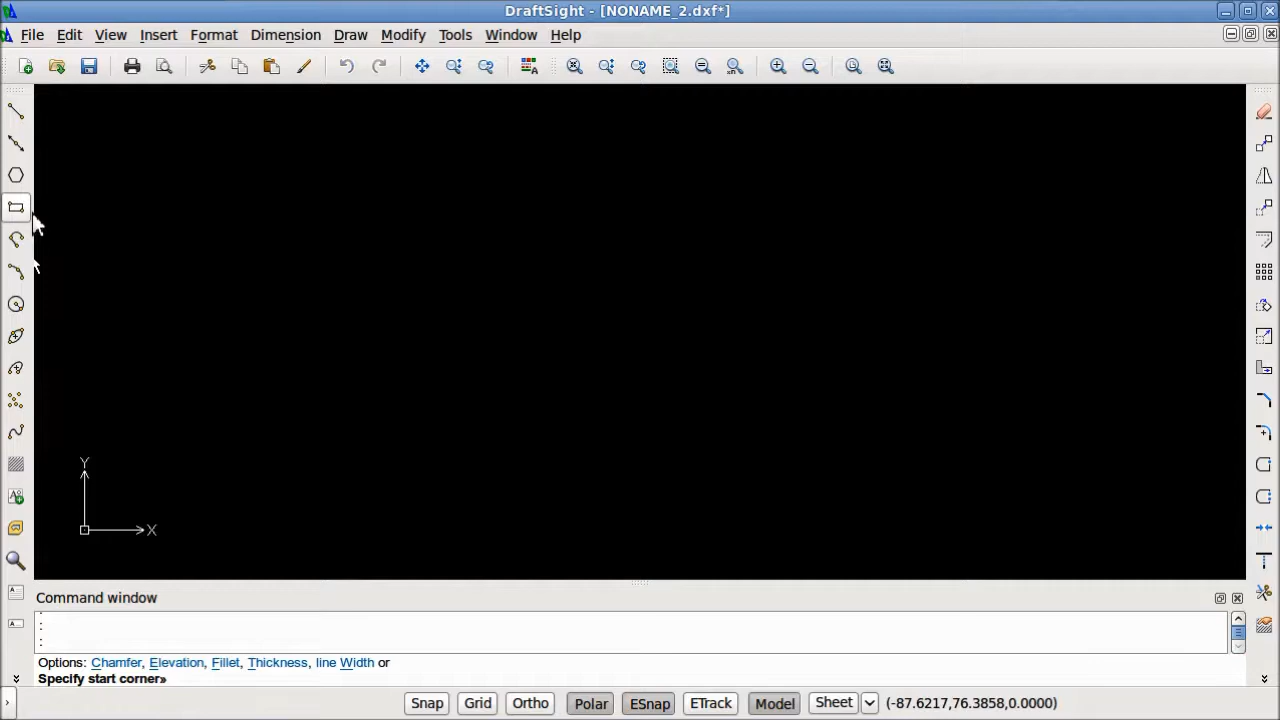 DraftSight - [NONAME_2.dxf*]
File Edit View Insert Format Dimension Draw Modify Tools Window Help
Y
X
Command window
:
:
:
Options: Chamfer, Elevation, Fillet, Thickness, line Width or
Specify start corner»
Snap Grid Ortho Polar ESnap ETrack Model Sheet (-87.6217,76.3858,0.0000)